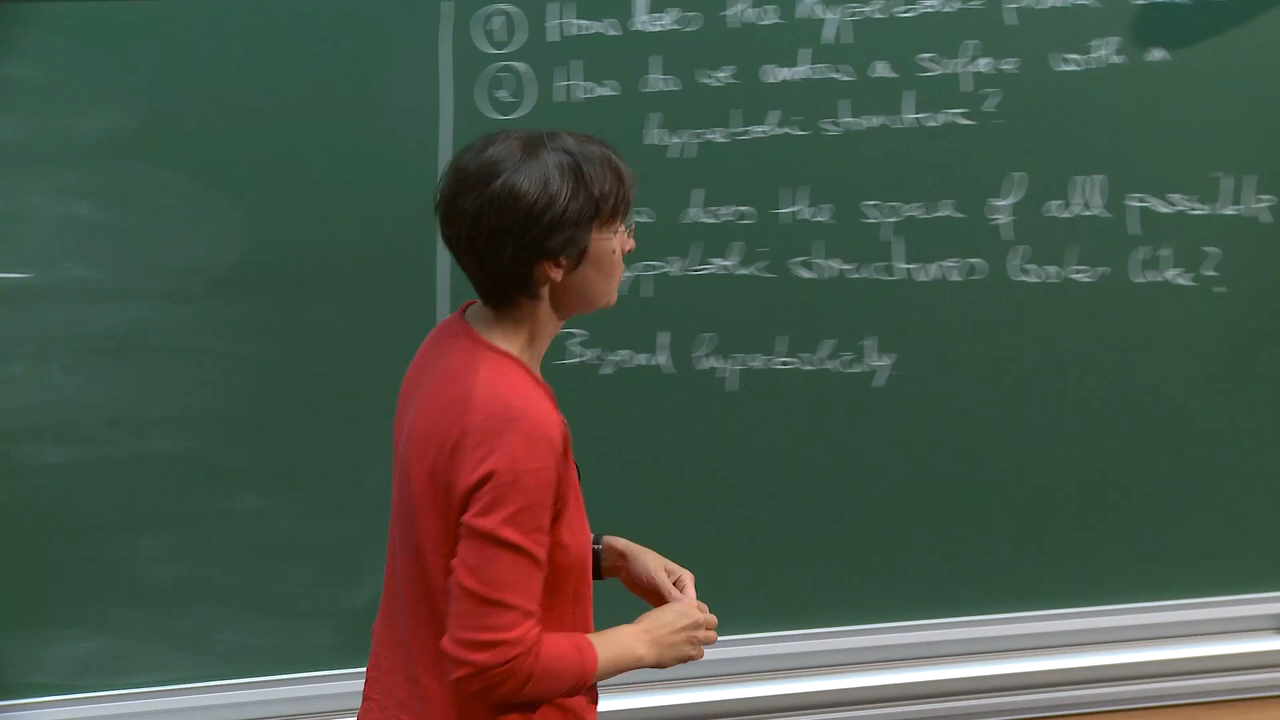 ① How does the hyperbolic
② How do we endow a surface with a
hyperbolic structure?
does the space of all possible
hyperbolic structures look like?
Beyond hyperbolicity